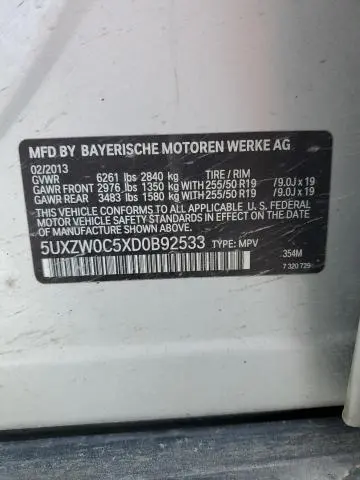 MFD BY BAYERISCHE MOTOREN WERKE AG
02/2013
GVWR 6261 lbs 2840 kg TIRE / RIM
GAWR FRONT 2976 lbs 1350 kg WITH 255/50 R19 /9.0J x 19
GAWR REAR 3483 lbs 1580 kg WITH 255/50 R19 /9.0J x 19
THIS VEHICLE CONFORMS TO ALL APPLICABLE U. S. FEDERAL
MOTOR VEHICLE SAFETY STANDARDS IN EFFECT ON THE DATE OF
MANUFACTURE SHOWN ABOVE.
5UXZW0C5XD0B92533 TYPE: MPV
354M
7 320 729